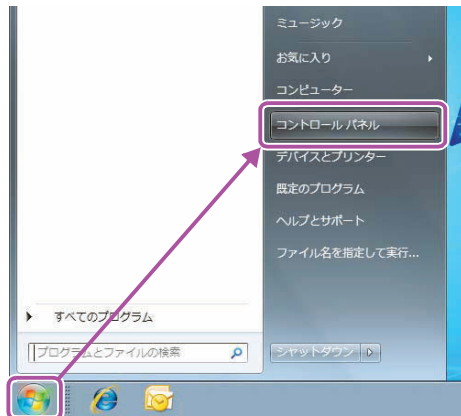 ミュージック
お気に入り
コンピューター
コントロール パネル
デバイスとプリンター
既定のプログラム
ヘルプとサポート
ファイル名を指定して実行...
すべてのプログラム
プログラムとファイルの検索
シャットダウン